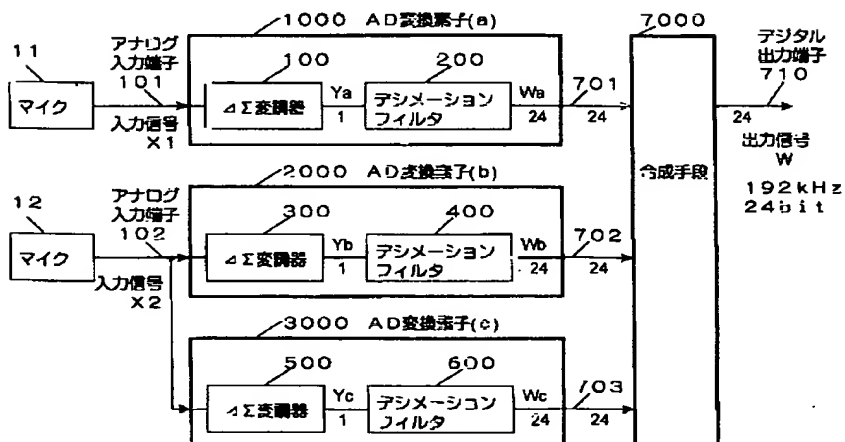 1000 AD変換素子(a)
7000
アナログ
入力端子
101
デジタル
出力端子
710
11
マイク
入力信号
X1
100
ΔΣ変調器
Ya
1
200
デシメーション
フィルタ
Wa
24
701
24
24
出力信号
W
192kHz
24bit
合成手段
2000 AD変換素子(b)
アナログ
入力端子
102
12
マイク
入力信号
X2
300
ΔΣ変調器
Yb
1
400
デシメーション
フィルタ
Wb
24
702
24
3000 AD変換素子(c)
500
ΔΣ変調器
Yc
1
600
デシメーション
フィルタ
Wc
24
703
24